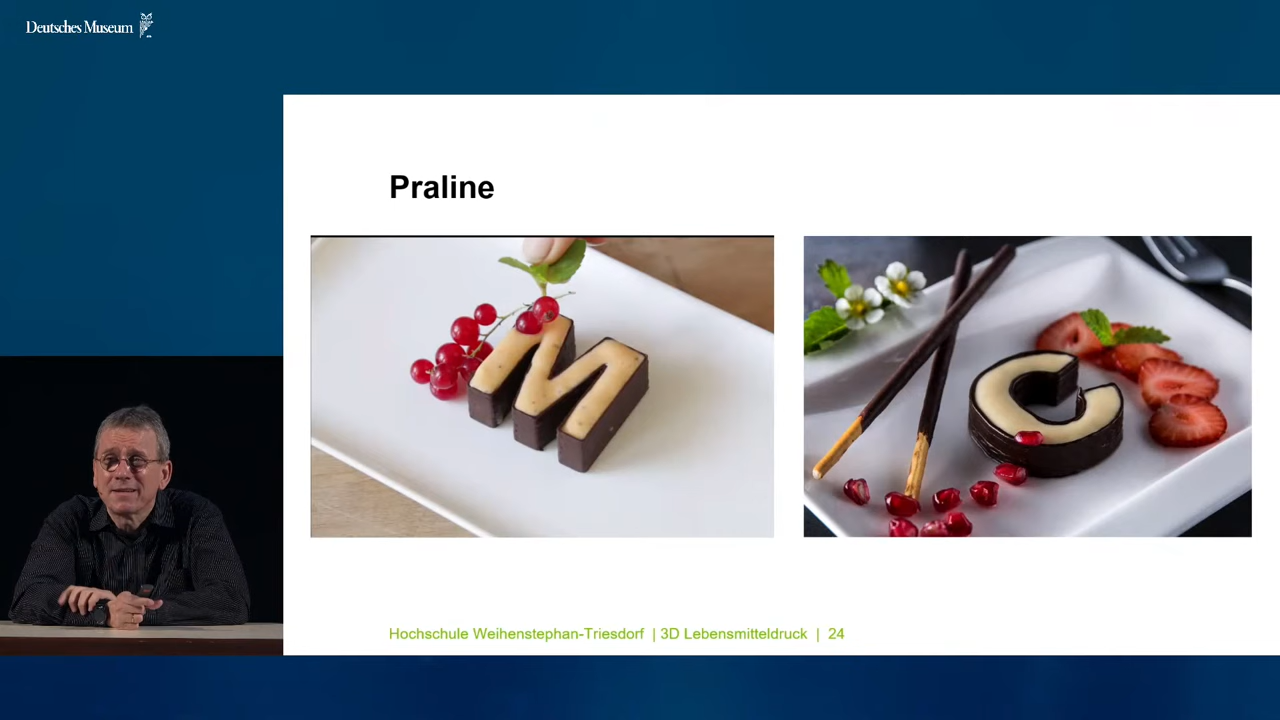 Deutsches Museum
Praline
M
C
Hochschule Weihenstephan-Triesdorf | 3D Lebensmitteldruck | 24